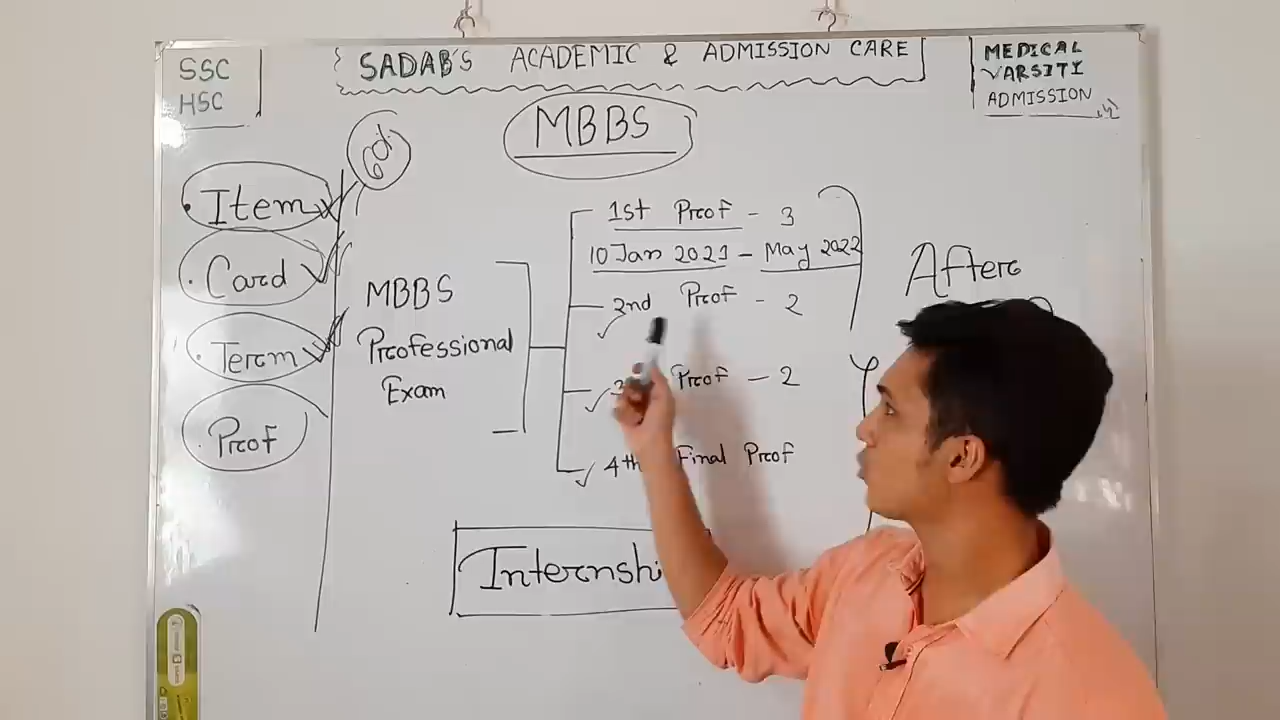 SSC
HSC
SADAB'S ACADEMIC & ADMISSION CARE
MEDICAL
VARSITI
ADMISSION
MBBS
Item
Card
Term
Prof
MBBS
Professional
Exam
1st Prof - 3
10 Jan 2021 - May 2022
2nd Prof - 2
Prof - 2
4th Final Prof
After
Internshi